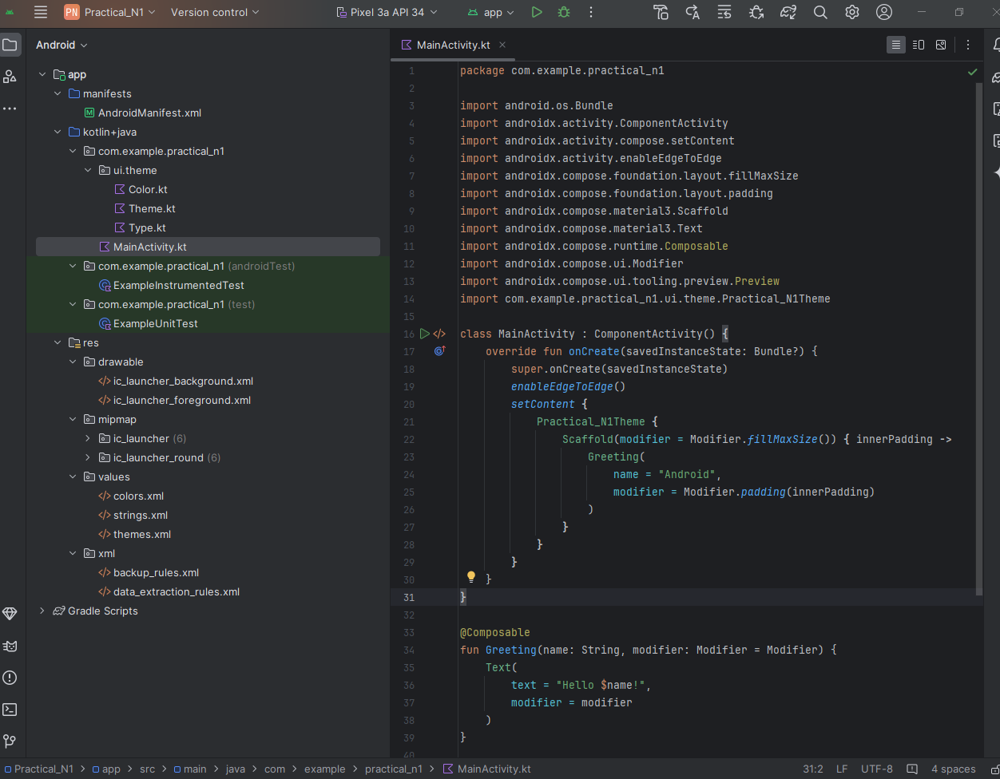 PN Practical_N1 Version control Pixel 3a API 34 app
Android
MainActivity.kt
app
manifests
AndroidManifest.xml
kotlin+java
com.example.practical_n1
ui.theme
Color.kt
Theme.kt
Type.kt
MainActivity.kt
com.example.practical_n1 (androidTest)
ExampleInstrumentedTest
com.example.practical_n1 (test)
ExampleUnitTest
res
drawable
ic_launcher_background.xml
ic_launcher_foreground.xml
mipmap
ic_launcher (6)
ic_launcher_round (6)
values
colors.xml
strings.xml
themes.xml
xml
backup_rules.xml
data_extraction_rules.xml
Gradle Scripts
1 package com.example.practical_n1
2
3 import android.os.Bundle
4 import androidx.activity.ComponentActivity
5 import androidx.activity.compose.setContent
6 import androidx.activity.enableEdgeToEdge
7 import androidx.compose.foundation.layout.fillMaxSize
8 import androidx.compose.foundation.layout.padding
9 import androidx.compose.material3.Scaffold
10 import androidx.compose.material3.Text
11 import androidx.compose.runtime.Composable
12 import androidx.compose.ui.Modifier
13 import androidx.compose.ui.tooling.preview.Preview
14 import com.example.practical_n1.ui.theme.Practical_N1Theme
15
16 class MainActivity : ComponentActivity() {
17 override fun onCreate(savedInstanceState: Bundle?) {
18 super.onCreate(savedInstanceState)
19 enableEdgeToEdge()
20 setContent {
21 Practical_N1Theme {
22 Scaffold(modifier = Modifier.fillMaxSize()) { innerPadding ->
23 Greeting(
24 name = "Android",
25 modifier = Modifier.padding(innerPadding)
26 )
27 }
28 }
29 }
30 }
31 }
32
33 @Composable
34 fun Greeting(name: String, modifier: Modifier = Modifier) {
35 Text(
36 text = "Hello $name!",
37 modifier = modifier
38 )
39 }
40
Practical_N1 > app > src > main > java > com > example > practical_n1 > MainActivity.kt 31:2 LF UTF-8 4 spaces